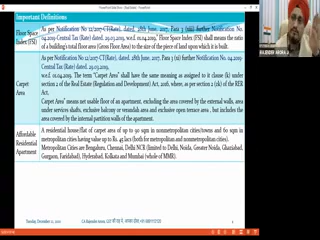 Important Definitions
Floor Space Index (FSI)
As per Notification No 12/2017-CT(Rate), dated. 28th June, 2017, Para 3 (xiii) further Notification No. 04.2019-Central Tax (Rate) dated. 29.03.2019, w.e.f. 01.04.2019, "Floor Space Index (FSI) shall means the ratio of a building's total floor area (Gross Floor Area) to the size of the piece of land upon which it is built.
Carpet Area
As per Notification No 12/2017-CT(Rate), dated. 28th June, 2017, Para 3 (xi) further Notification No. 04.2019-Central Tax (Rate) dated. 29.03.2019,
w.e.f. 01.04.2019. The term "Carpet Area" shall have the same meaning as assigned to it clause (k) under section 2 of the Real Estate (Regulation and Development) Act, 2016, where, as per section 2 (zk) of the RERA Act.
Carpet Area" means net usable floor of an apartment, excluding the area covered by the external walls, area under services shafts, exclusive balcony or verandah area and exclusive open terrace area, but includes the area covered by the internal partition walls of the apartment.
Affordable Residential Apartment
A residential house/flat of carpet area of up to 90 sqm in nonmetropolitan cities/towns and 60 sqm in metropolitan cities having value up to Rs. 45 lacs (both for metropolitan and nonmetropolitan cities).
Metropolitan Cities are Bengaluru, Chennai, Delhi NCR (limited to Delhi, Noida, Greater Noida, Ghaziabad, Gurgaon, Faridabad), Hyderabad, Kolkata and Mumbai (whole of MMR).